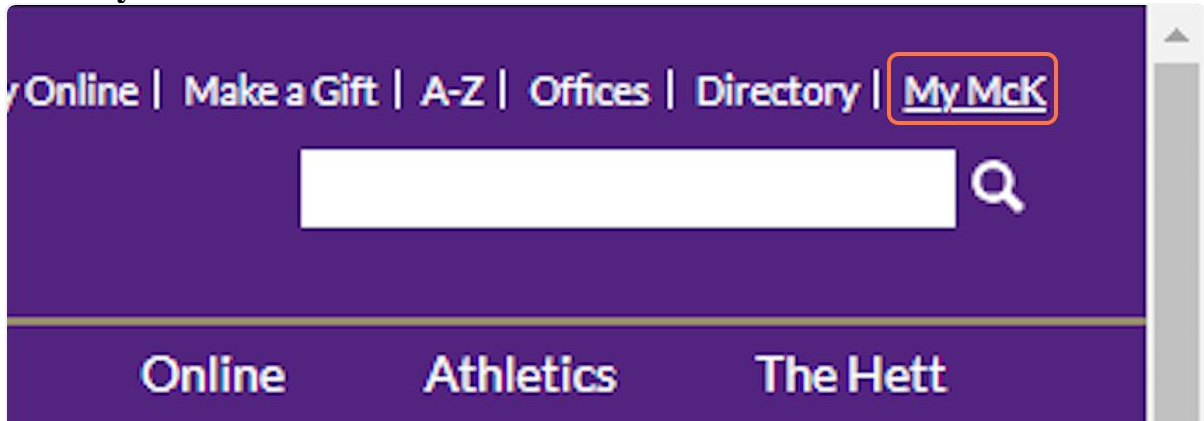 y Online | Make a Gift | A-Z | Offices | Directory | My McK
Online Athletics The Hett